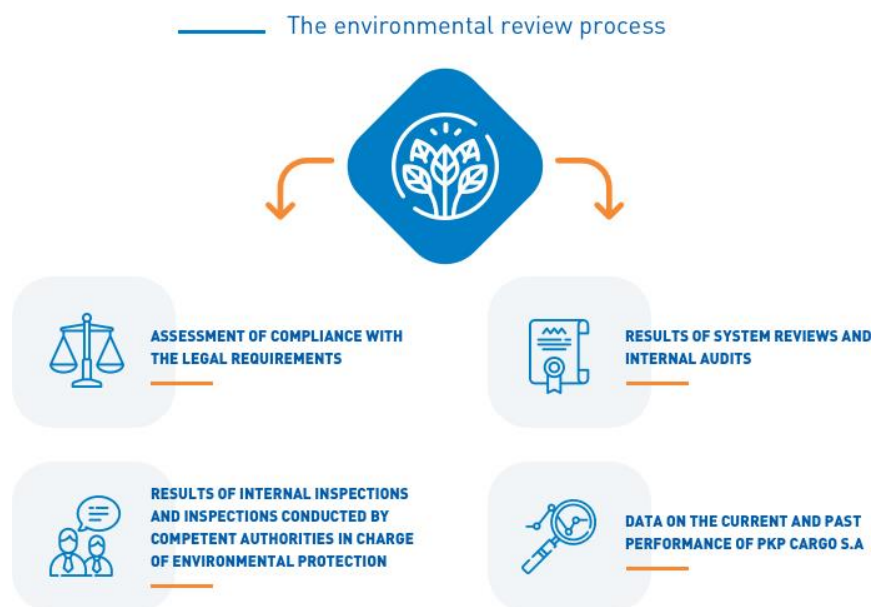 The environmental review process
ASSESSMENT OF COMPLIANCE WITH
THE LEGAL REQUIREMENTS
RESULTS OF SYSTEM REVIEWS AND
INTERNAL AUDITS
RESULTS OF INTERNAL INSPECTIONS
AND INSPECTIONS CONDUCTED BY
COMPETENT AUTHORITIES IN CHARGE
OF ENVIRONMENTAL PROTECTION
DATA ON THE CURRENT AND PAST
PERFORMANCE OF PKP CARGO S.A